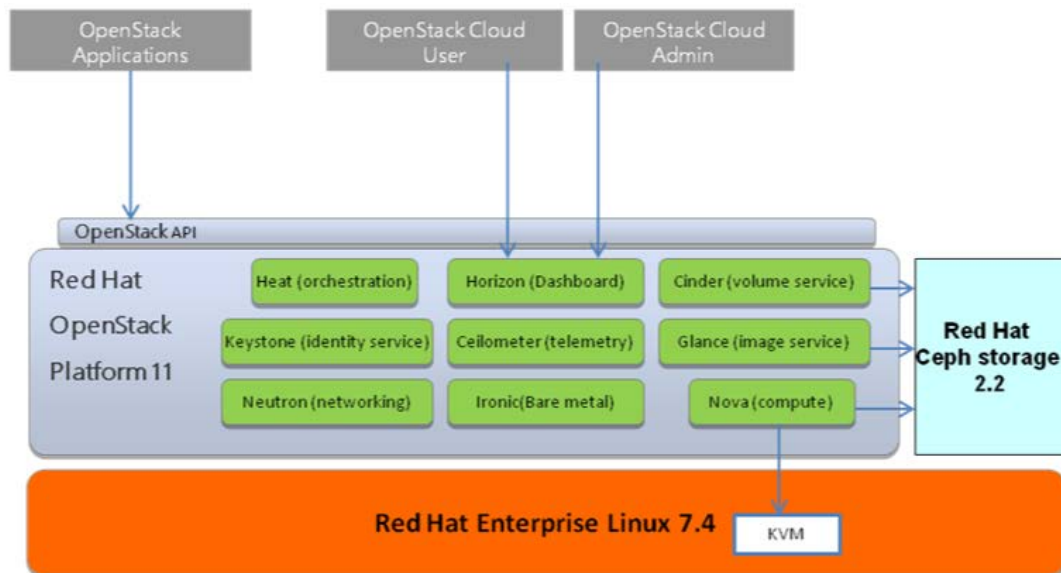 OpenStack
Applications
OpenStack Cloud
User
OpenStack Cloud
Admin
OpenStack API
Red Hat
OpenStack
Platform 11
Heat (orchestration)
Horizon (Dashboard)
Cinder (volume service)
Keystone (identity service)
Ceilometer (telemetry)
Glance (image service)
Neutron (networking)
Ironic(Bare metal)
Nova (compute)
Red Hat
Ceph storage
2.2
Red Hat Enterprise Linux 7.4
KVM